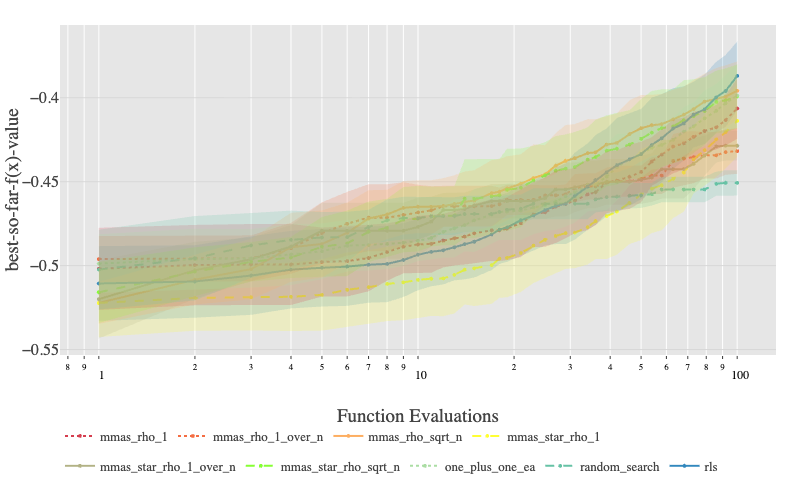 best-so-far-f(x)-value
−0.4
−0.45
−0.5
−0.55
8 9 1 2 3 4 5 6 7 8 9 10 2 3 4 5 6 7 8 9 100
Function Evaluations
mmas_rho_1 mmas_rho_1_over_n mmas_rho_sqrt_n mmas_star_rho_1
mmas_star_rho_1_over_n mmas_star_rho_sqrt_n one_plus_one_ea random_search rls